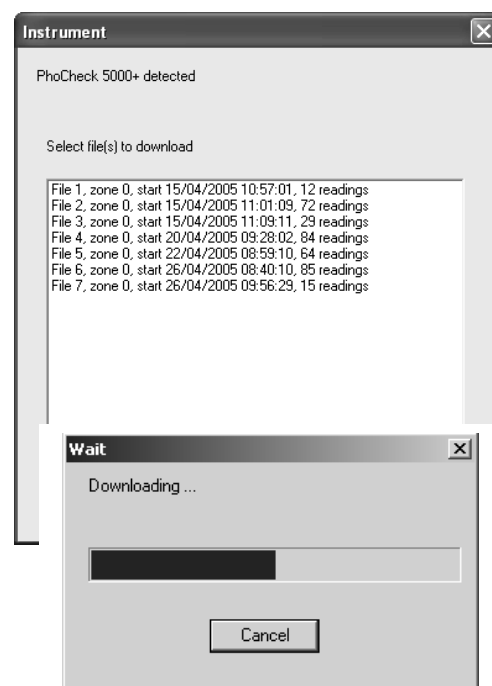 Instrument
PhoCheck 5000+ detected
Select file(s) to download
File 1, zone 0, start 15/04/2005 10:57:01, 12 readings
File 2, zone 0, start 15/04/2005 11:01:09, 72 readings
File 3, zone 0, start 15/04/2005 11:09:11, 29 readings
File 4, zone 0, start 20/04/2005 09:28:02, 84 readings
File 5, zone 0, start 22/04/2005 08:59:10, 64 readings
File 6, zone 0, start 26/04/2005 08:40:10, 85 readings
File 7, zone 0, start 26/04/2005 09:56:29, 15 readings
Wait
Downloading ...
Cancel